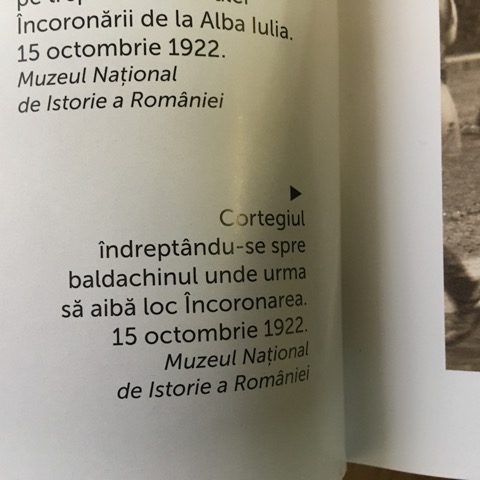 Încoronării de la Alba Iulia.
15 octombrie 1922.
Muzeul Național
de Istorie a României
Cortegiul
îndreptându-se spre
baldachinul unde urma
să aibă loc Încoronarea.
15 octombrie 1922.
Muzeul Național
de Istorie a României